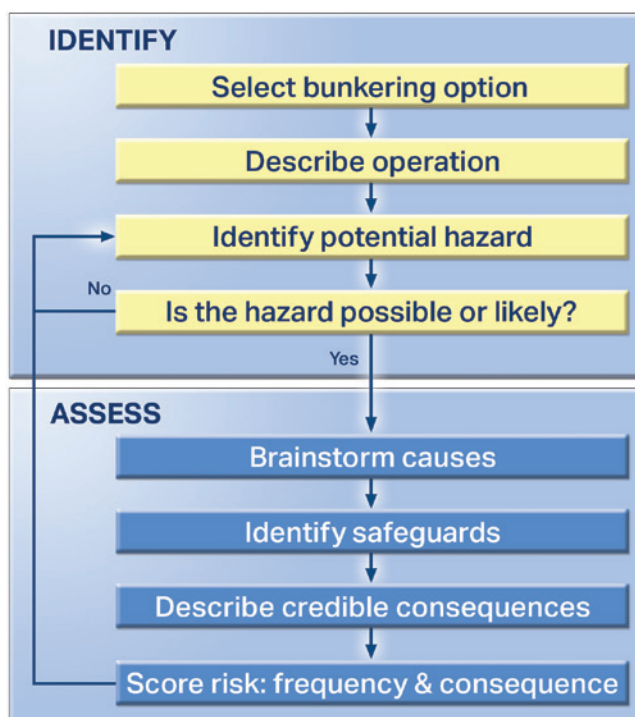 IDENTIFY
Select bunkering option
Describe operation
Identify potential hazard
No
Is the hazard possible or likely?
Yes
ASSESS
Brainstorm causes
Identify safeguards
Describe credible consequences
Score risk: frequency & consequence